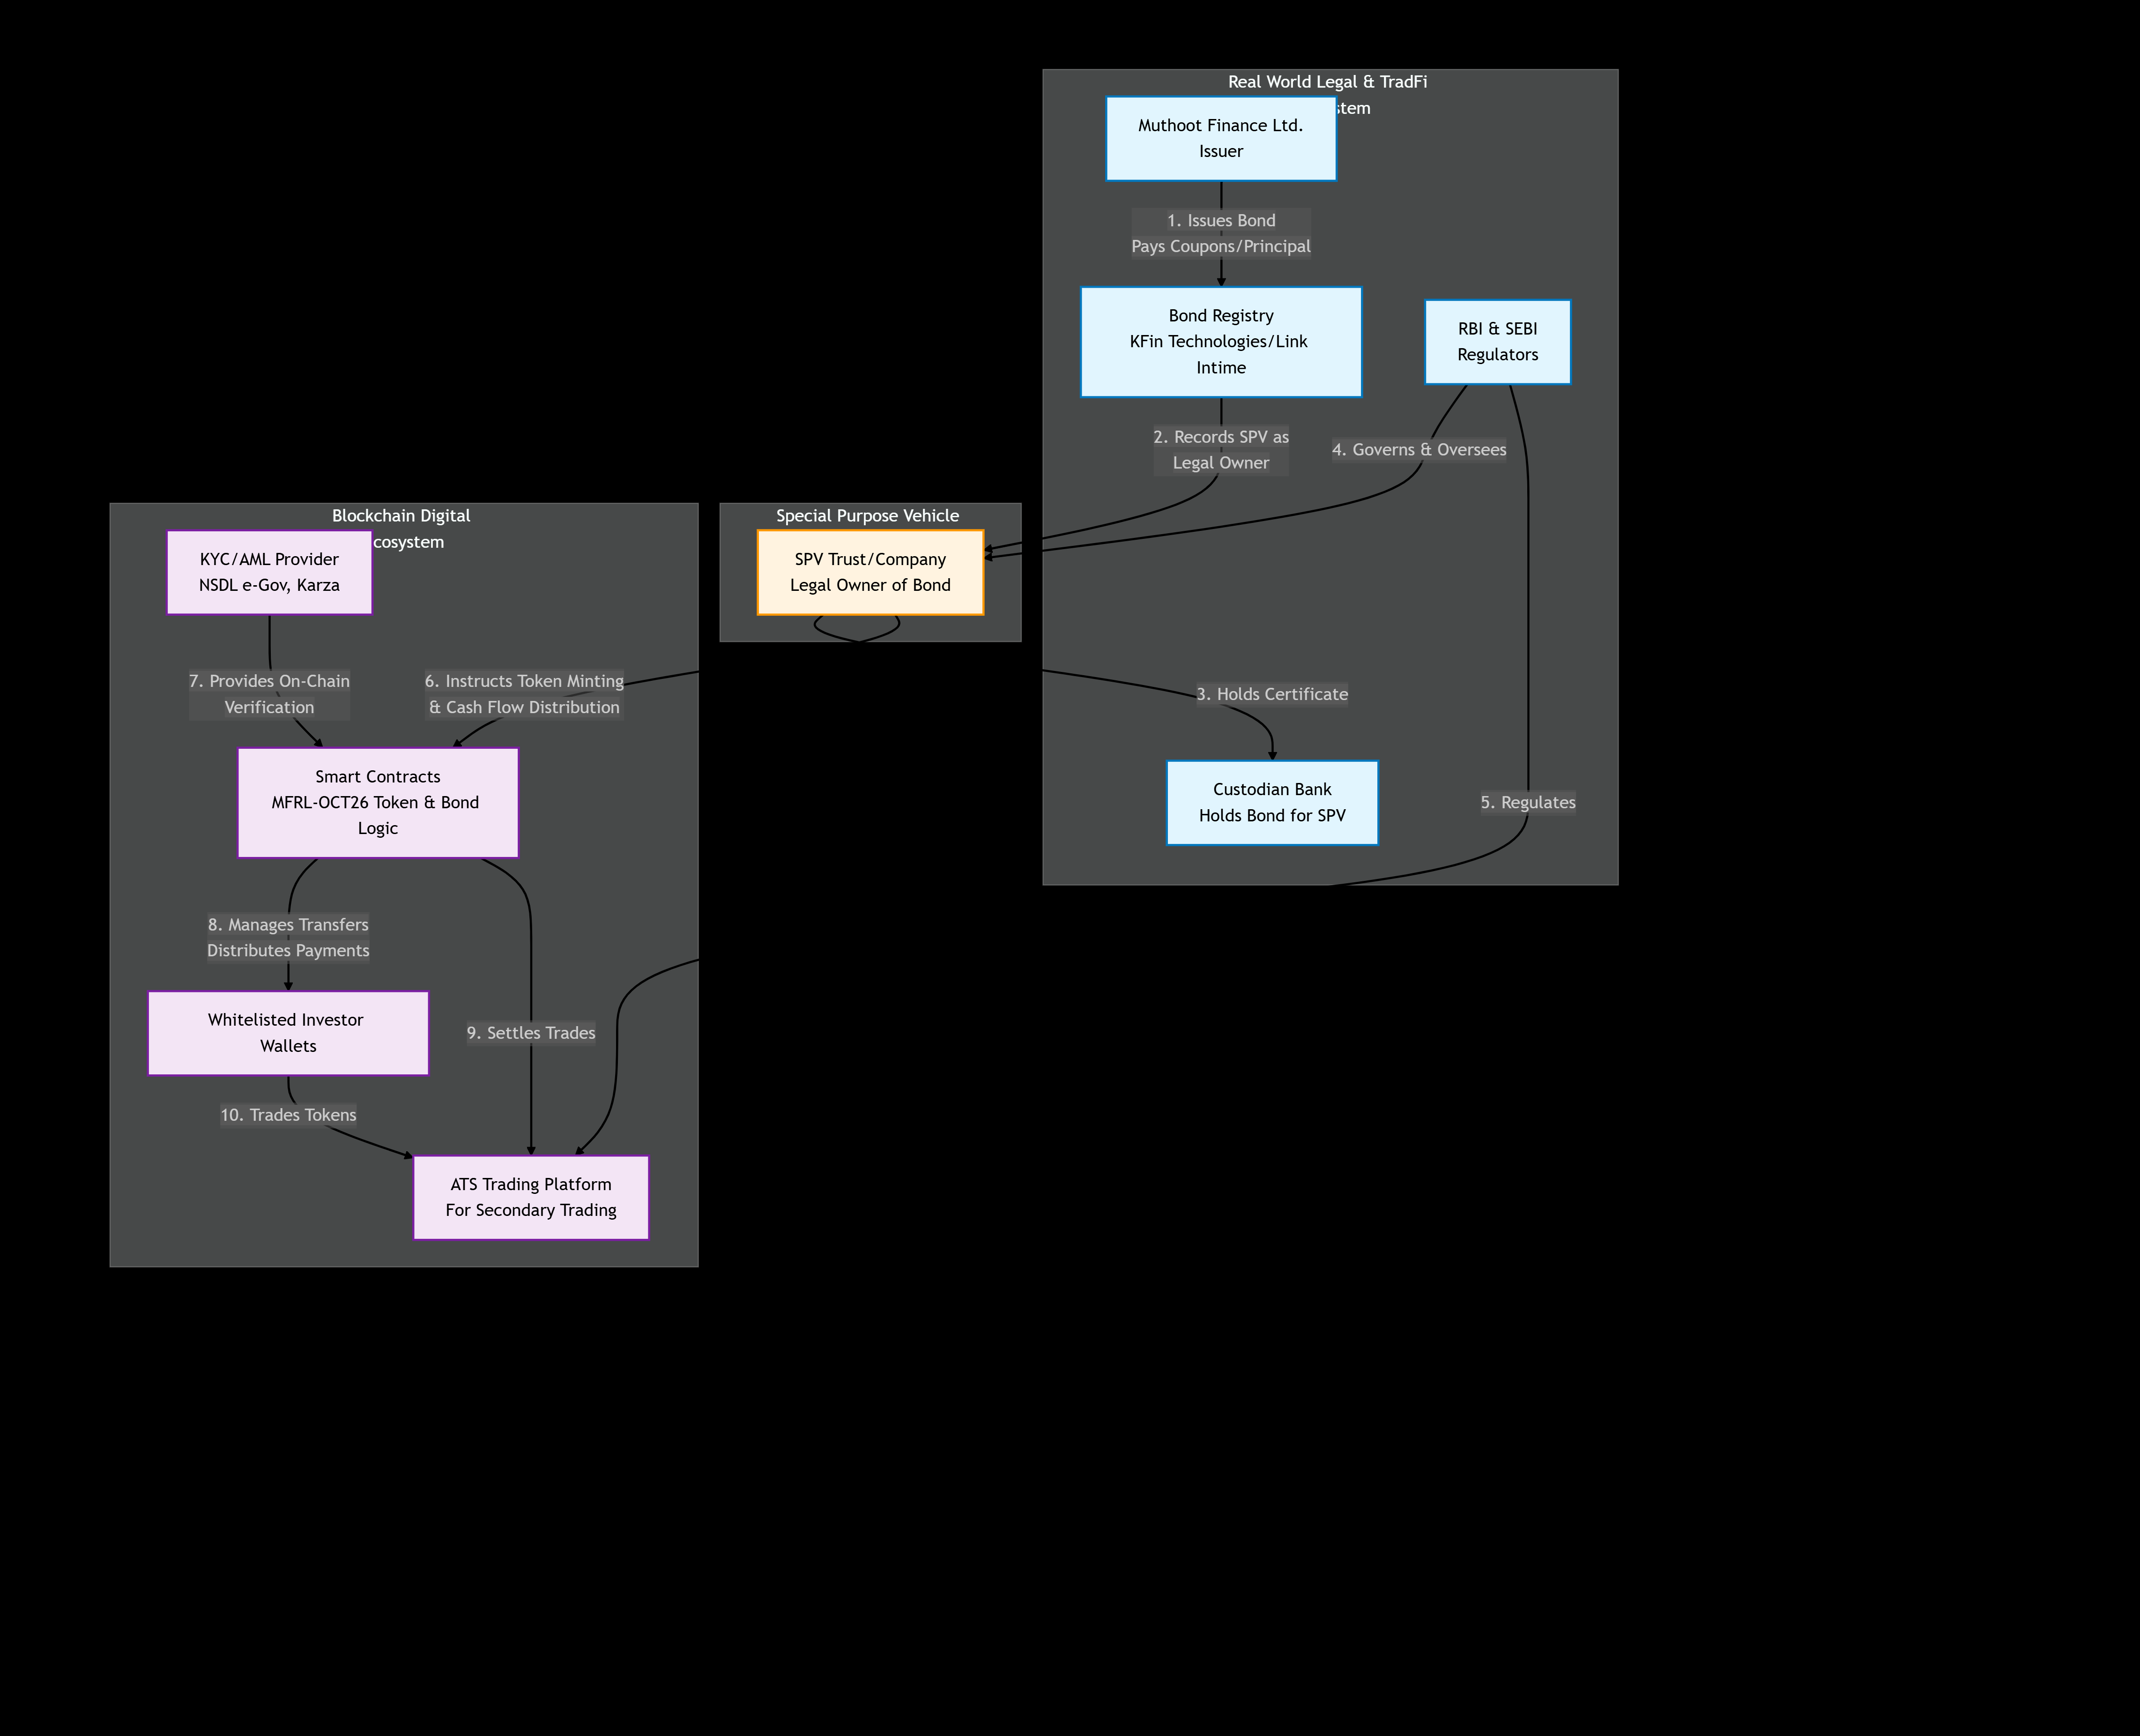 Real World Legal & TradFi
stem
Muthoot Finance Ltd.
Issuer
1. Issues Bond
Pays Coupons/Principal
Bond Registry
KFin Technologies/Link
Intime
RBI & SEBI
Regulators
2. Records SPV as
Legal Owner
4. Governs & Oversees
Special Purpose Vehicle
SPV Trust/Company
Legal Owner of Bond
3. Holds Certificate
Custodian Bank
Holds Bond for SPV
5. Regulates
Blockchain Digital
cosystem
KYC/AML Provider
NSDL e-Gov, Karza
7. Provides On-Chain
Verification
6. Instructs Token Minting
& Cash Flow Distribution
Smart Contracts
MFRL-OCT26 Token & Bond
Logic
8. Manages Transfers
Distributes Payments
Whitelisted Investor
Wallets
9. Settles Trades
10. Trades Tokens
ATS Trading Platform
For Secondary Trading